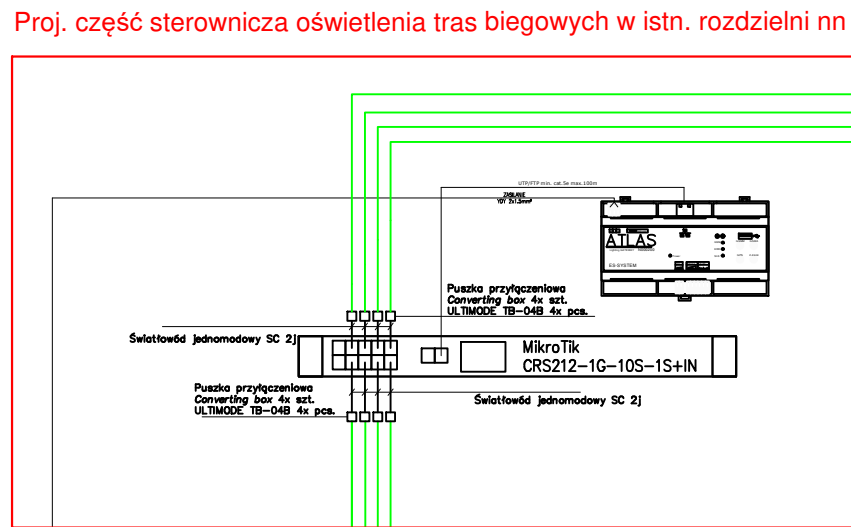 Proj. część sterownicza oświetlenia tras biegowych w istn. rozdzielni nn
UTP/FTP min. cat.5e max.100m
ZASILANIE
YDY 2x1.5mm²
ATLAS
ES-SYSTEM
Puszka przyłączeniowa
Converting box 4x szt.
ULTIMODE TB-04B 4x pcs.
Światłowód jednomodowy SC 2j
MikroTik
CRS212-1G-10S-1S+IN
Puszka przyłączeniowa
Converting box 4x szt.
ULTIMODE TB-04B 4x pcs.
Światłowód jednomodowy SC 2j